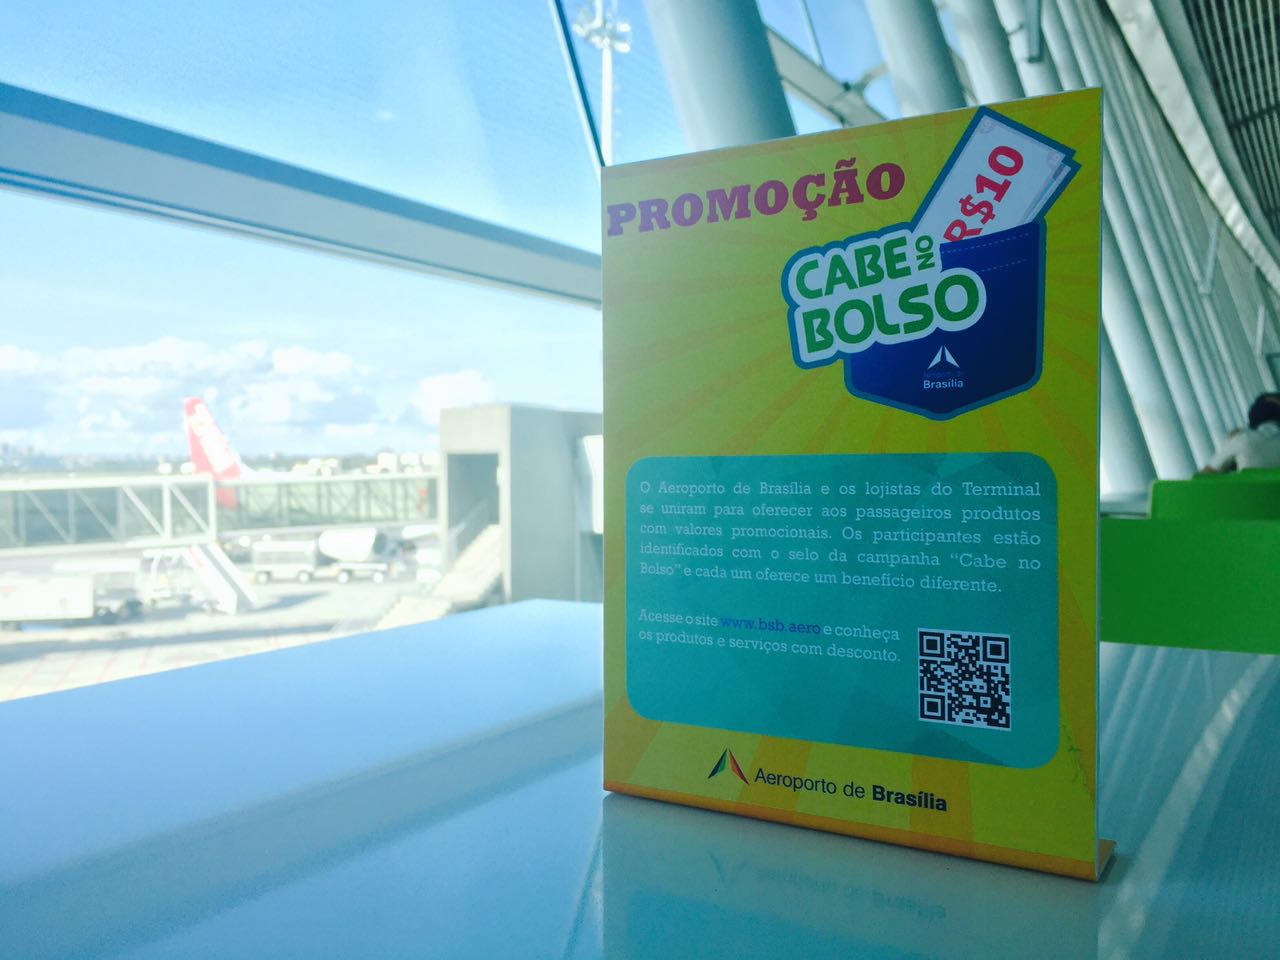 PROMOÇÃO
R$10
CABE NO
BOLSO
Aeroporto de
Brasília
O Aeroporto de Brasília e os lojistas do Terminal
se uniram para oferecer aos passageiros produtos
com valores promocionais. Os participantes estão
identificados com o selo da campanha “Cabe no
Bolso” e cada um oferece um benefício diferente.
Acesse o site www.bsb.aero e conheça
os produtos e serviços com desconto.
Aeroporto de Brasília